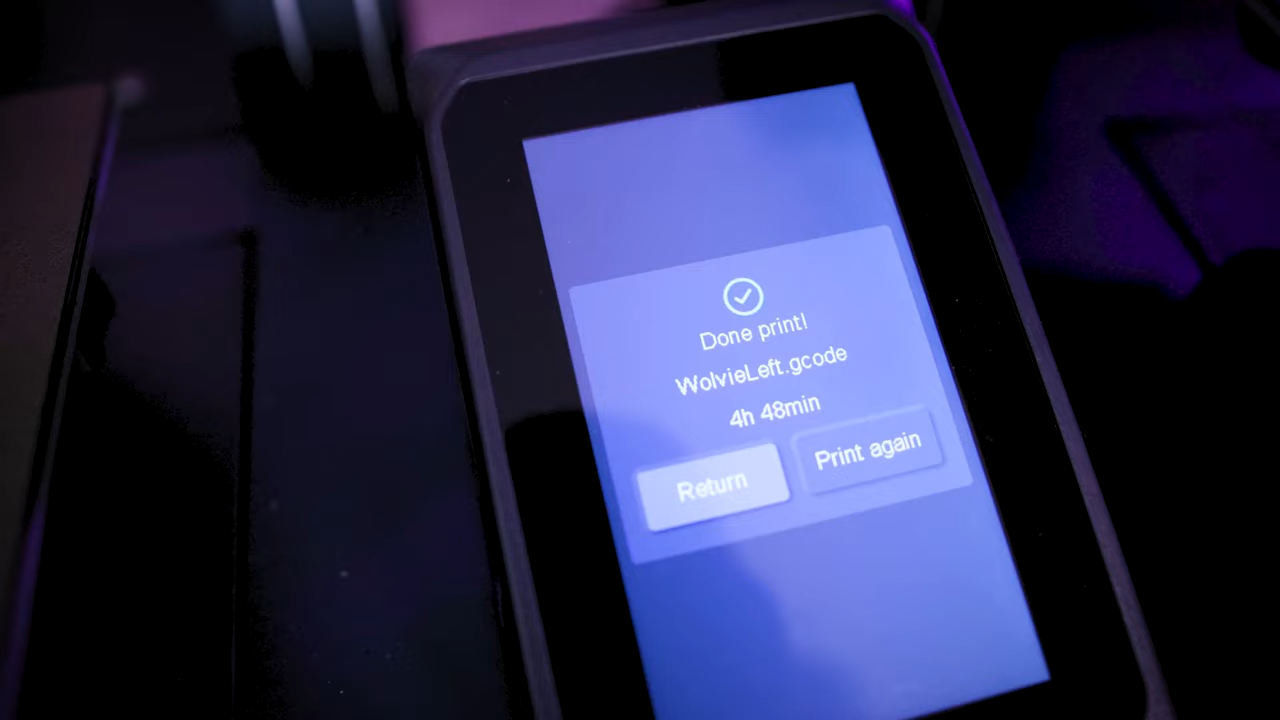 Done print!
WolvieLeft.gcode
4h 48min
Return
Print again